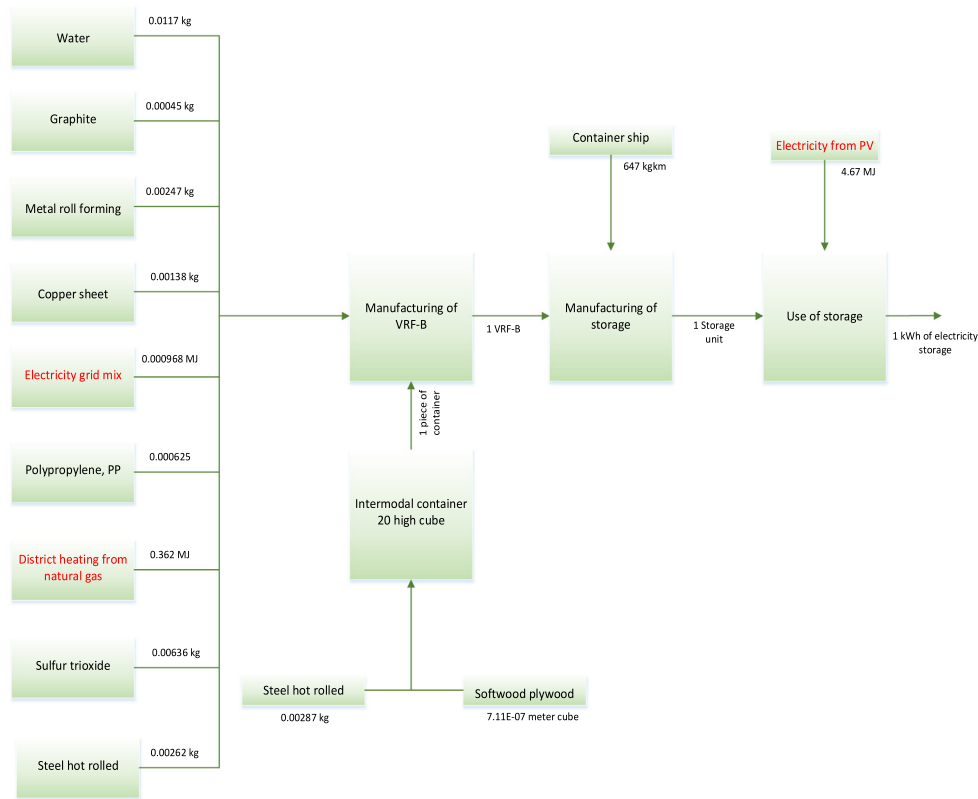 0.0117 kg
Water
0.00045 kg
Graphite
0.00247 kg
Metal roll forming
0.00138 kg
Copper sheet
0.000968 MJ
Electricity grid mix
0.000625
Polypropylene, PP
0.362 MJ
District heating from
natural gas
0.00636 kg
Sulfur trioxide
0.00262 kg
Steel hot rolled
Manufacturing of
VRF-B
1 VRF-B
1 piece of
container
Intermodal container
20 high cube
Steel hot rolled
0.00287 kg
Softwood plywood
7.11E-07 meter cube
Container ship
647 kgkm
Manufacturing of
storage
1 Storage
unit
Electricity from PV
4.67 MJ
Use of storage
1 kWh of electricity
storage